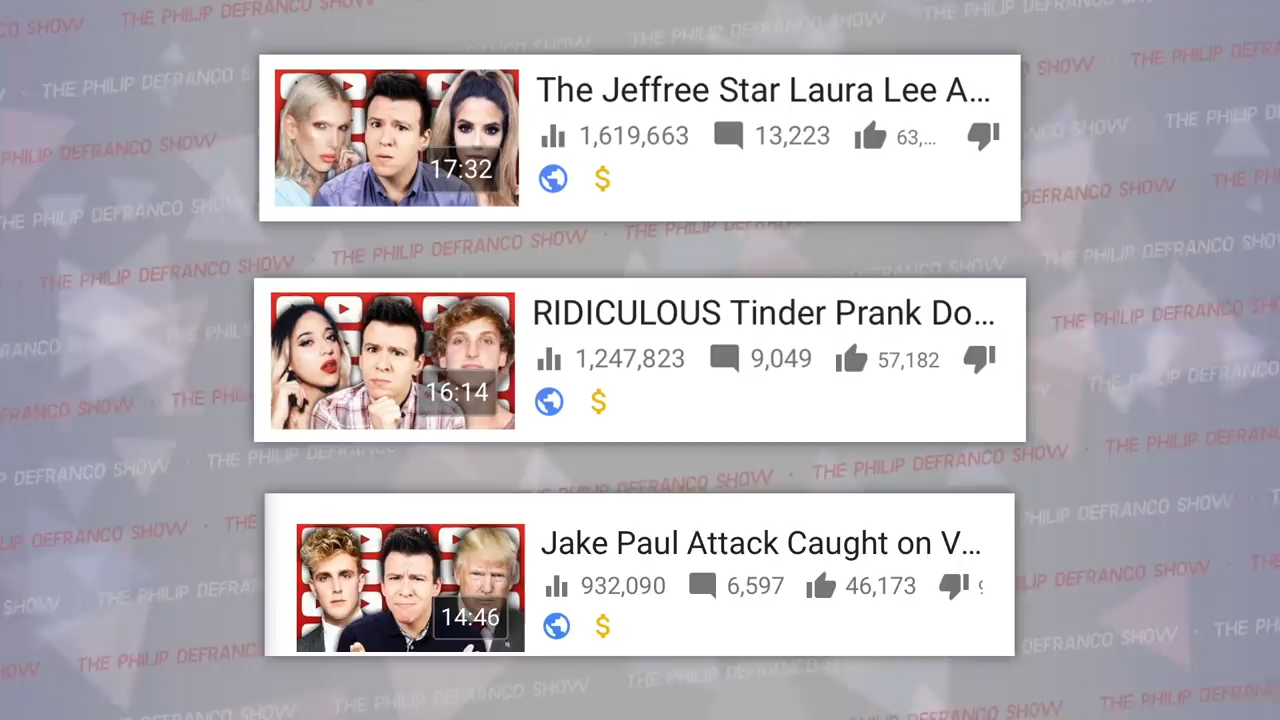 THE PHILIP DEFRANCO SHOW
The Jeffree Star Laura Lee A...
1,619,663 13,223 63,...
17:32
$
RIDICULOUS Tinder Prank Do...
1,247,823 9,049 57,182
16:14
$
Jake Paul Attack Caught on V...
932,090 6,597 46,173
14:46
$